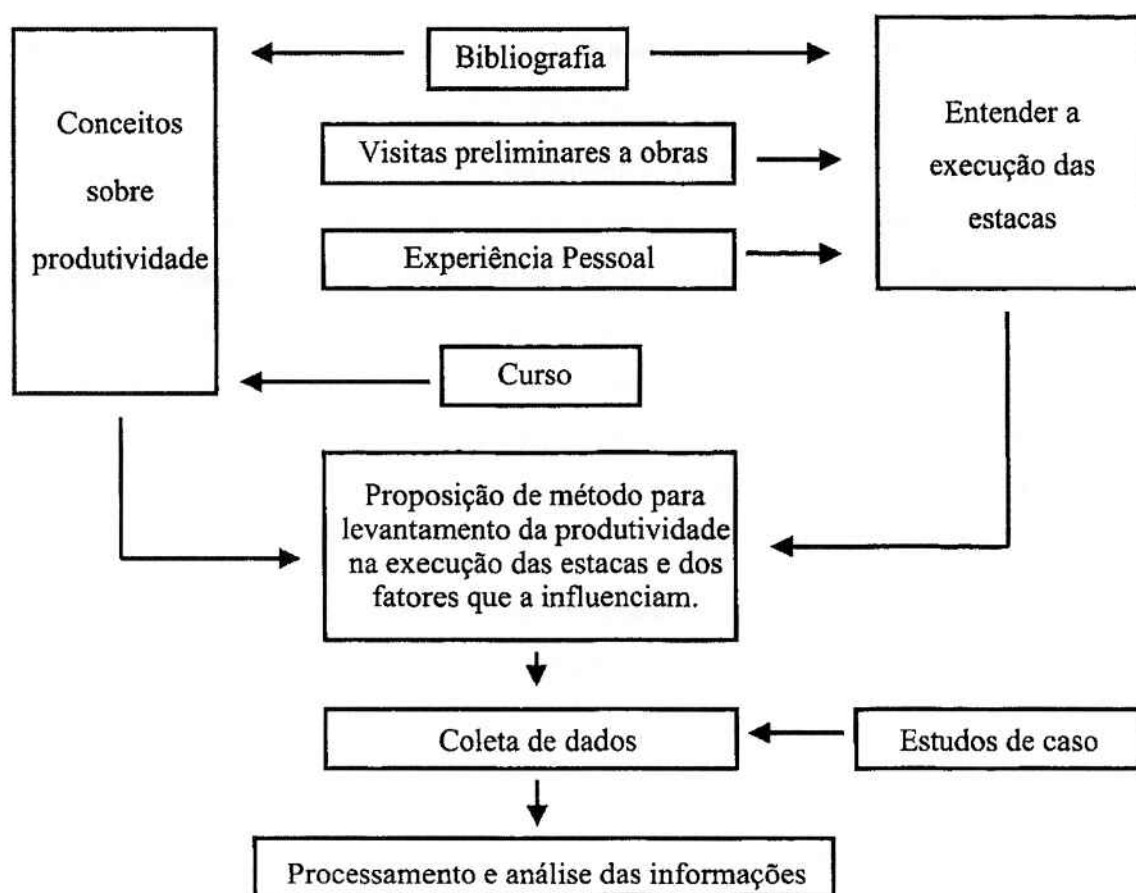 Bibliografia
Conceitos
sobre
produtividade
Visitas preliminares a obras
Experiência Pessoal
Entender a
execução das
estacas
Curso
Proposição de método para
levantamento da produtividade
na execução das estacas e dos
fatores que a influenciam.
Coleta de dados
Estudos de caso
Processamento e análise das informações